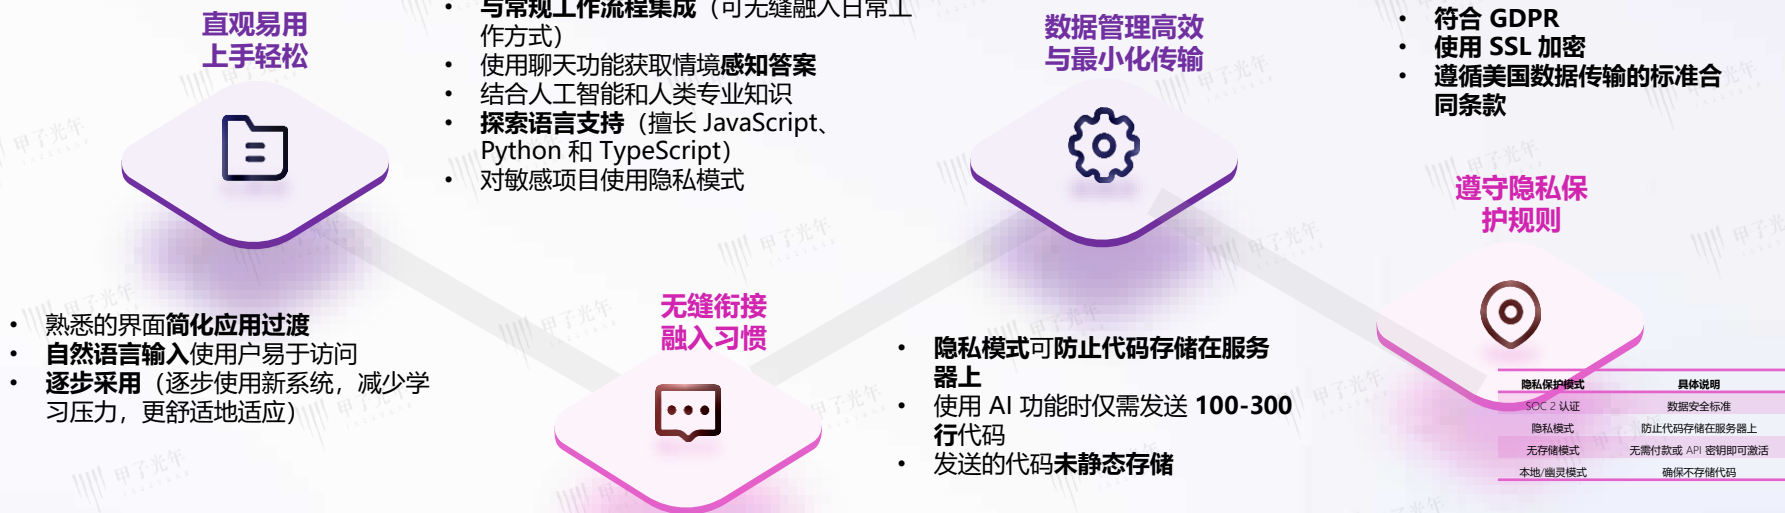 直观易用
上手轻松
• 熟悉的界面简化应用过渡
• 自然语言输入使用户易于访问
• 逐步采用（逐步使用新系统，减少学
习压力，更舒适地适应）
• 与常规工作流程集成（可无缝融入日常工
作方式）
• 使用聊天功能获取情境感知答案
• 结合人工智能和人类专业知识
• 探索语言支持（擅长 JavaScript、
Python 和 TypeScript）
• 对敏感项目使用隐私模式
无缝衔接
融入习惯
数据管理高效
与最小化传输
• 隐私模式可防止代码存储在服务
器上
• 使用 AI 功能时仅需发送 100-300
行代码
• 发送的代码未静态存储
• 符合 GDPR
• 使用 SSL 加密
• 遵循美国数据传输的标准合
同条款
遵守隐私保
护规则
隐私保护模式 具体说明
SOC 2 认证 数据安全标准
隐私模式 防止代码存储在服务器上
无存储模式 无需付款或 API 密钥即可激活
本地/幽灵模式 确保不存储代码
甲子光年